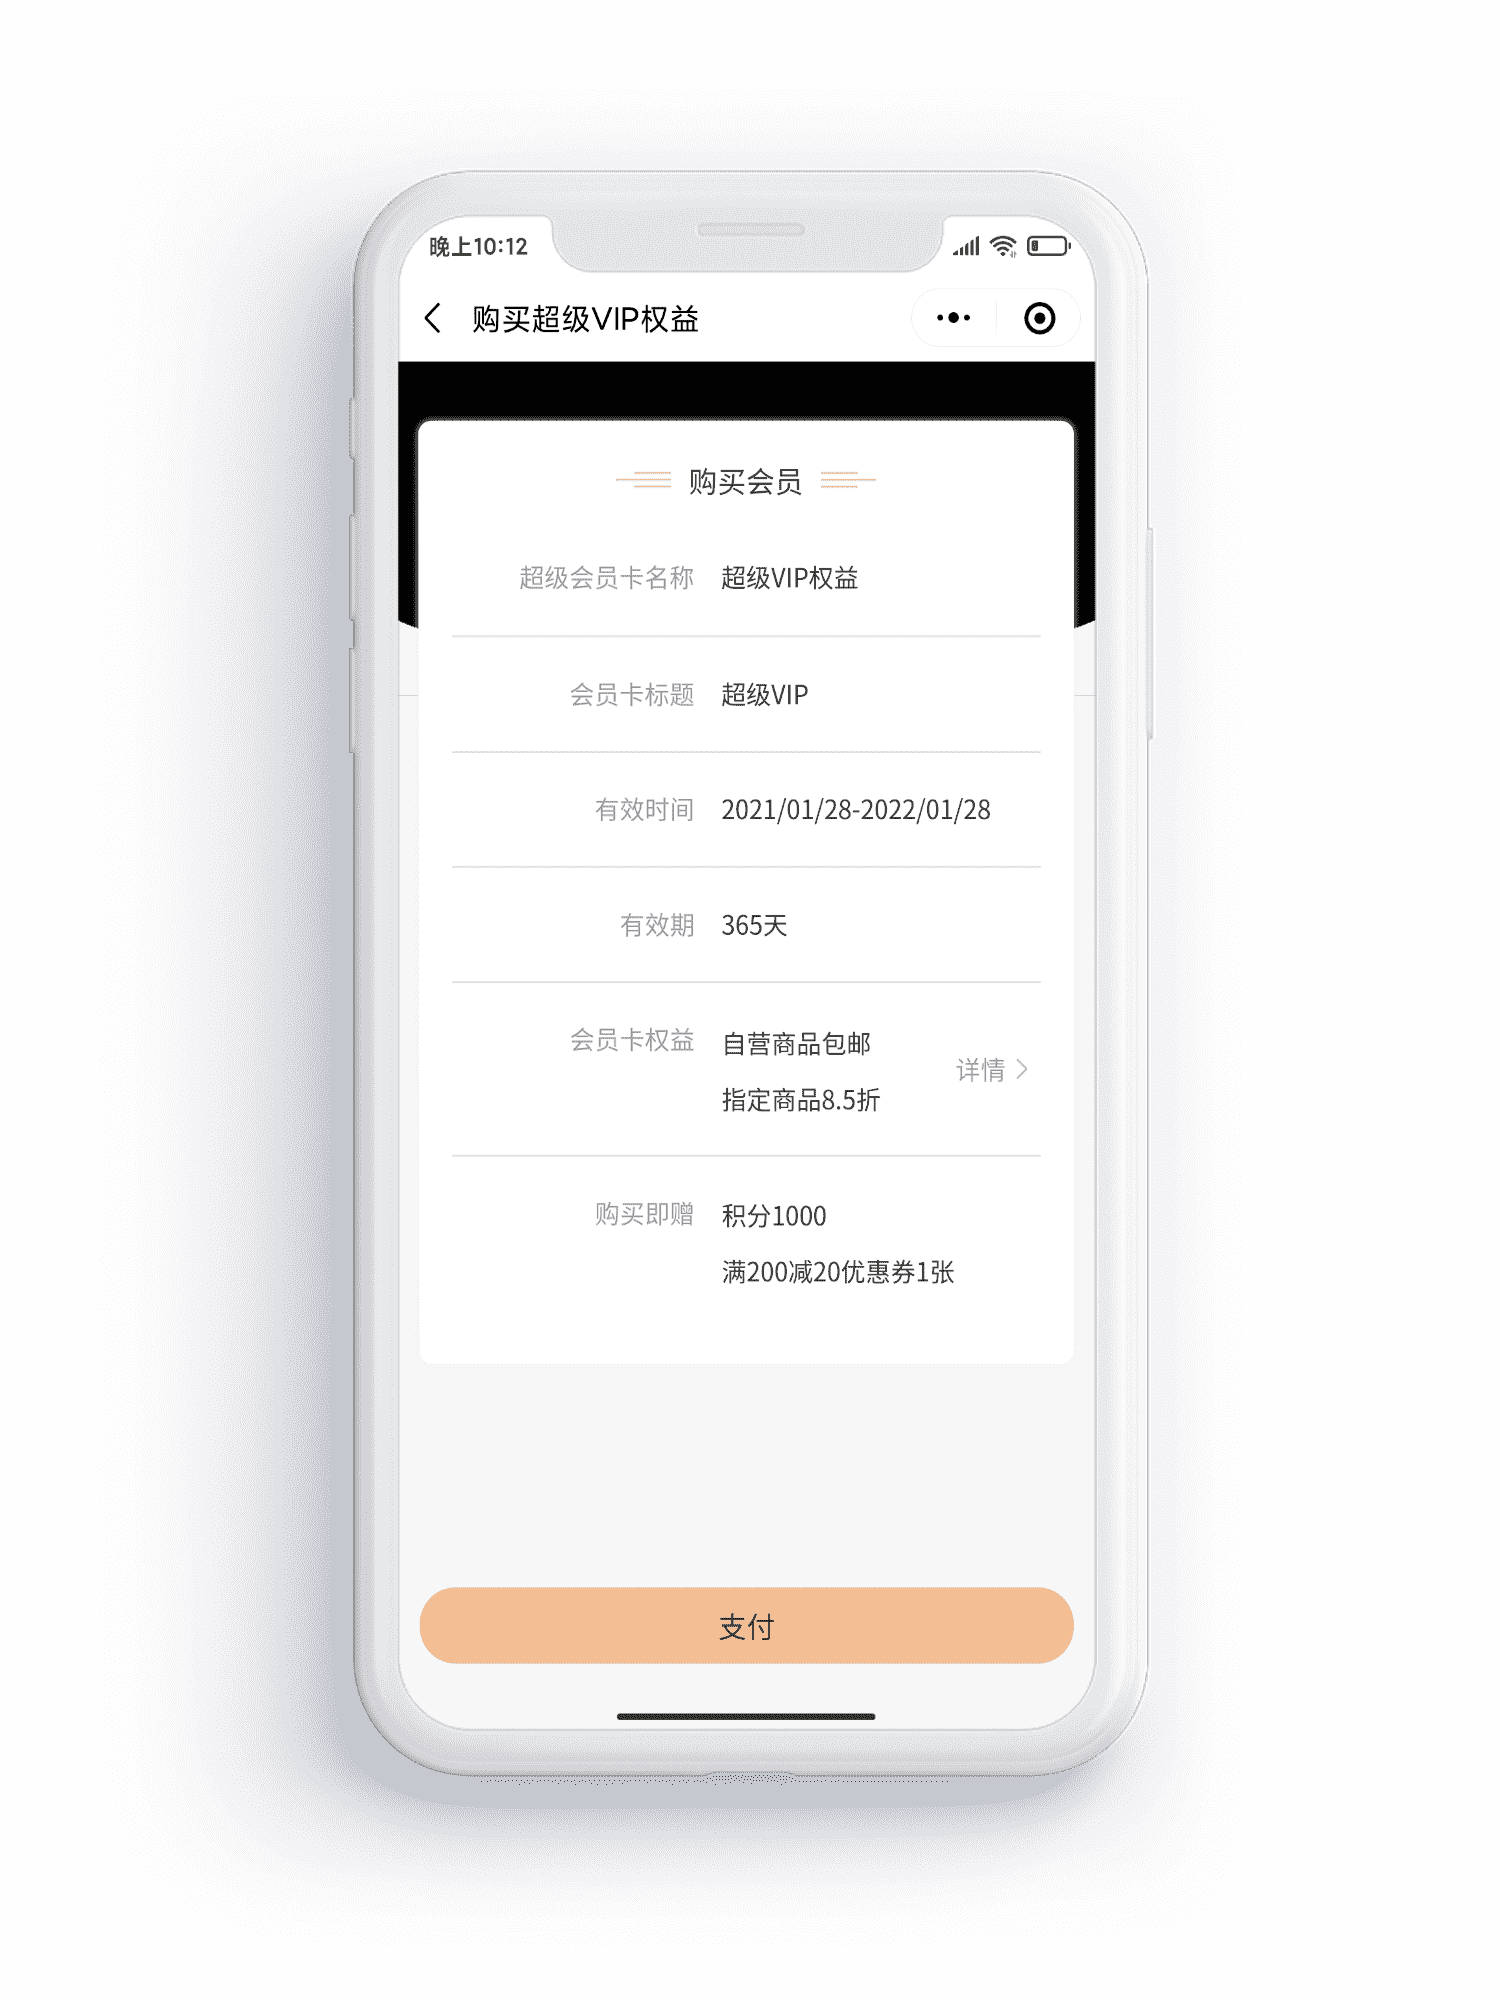 晚上10:12
购买超级VIP权益
购买会员
超级会员卡名称 超级VIP权益
会员卡标题 超级VIP
有效时间 2021/01/28-2022/01/28
有效期 365天
会员卡权益 自营商品包邮
详情
指定商品8.5折
购买即赠 积分1000
满200减20优惠券1张
支付